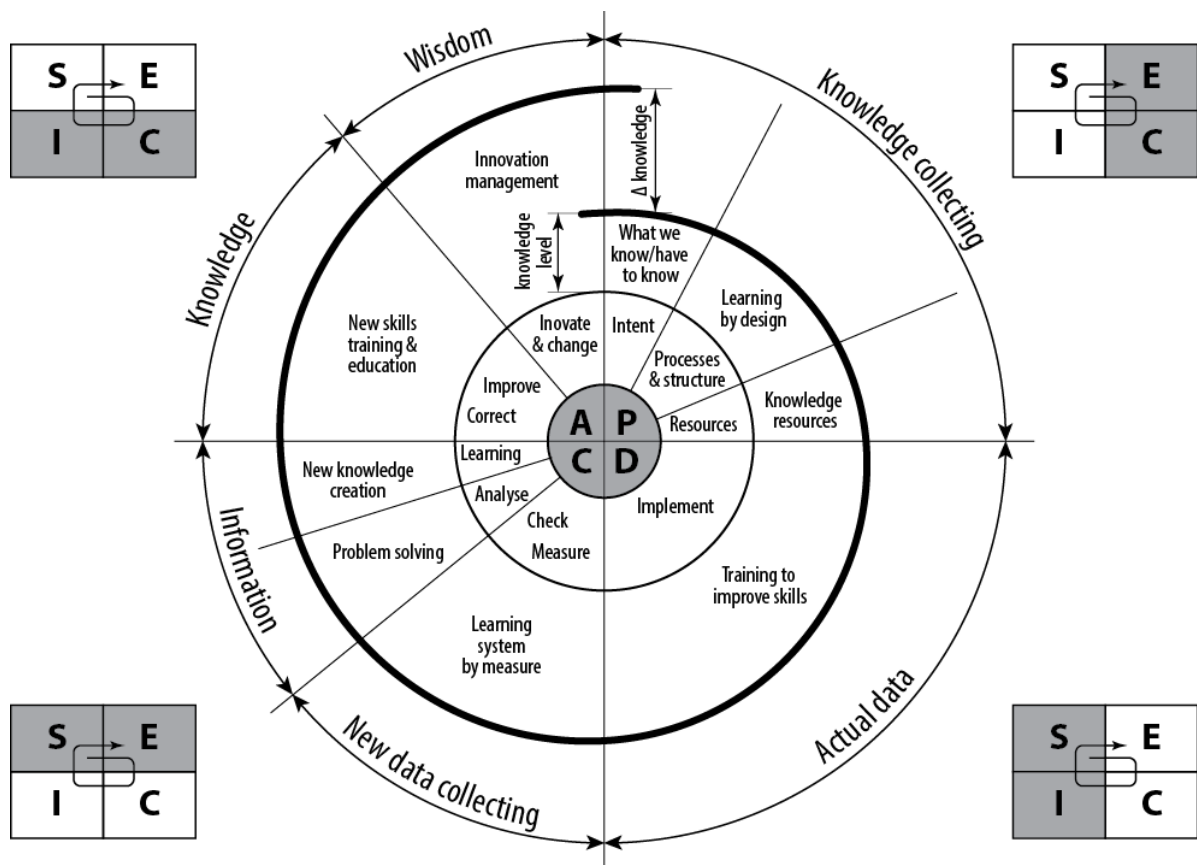 Wisdom
Knowledge collecting
S E
I C
S E
I C
Innovation
management
Δ knowledge
knowledge
level
What we
know/have
to know
Knowledge
Learning
by design
New skills
training &
education
Inovate
& change
Intent
Processes
& structure
Improve
Correct
A P
C D
Resources
Knowledge
resources
Learning
New knowledge
creation
Analyse
Implement
Check
Measure
Problem solving
Information
Training to
improve skills
Learning
system
by measure
New data collecting
Actual data
S E
I C
S E
I C